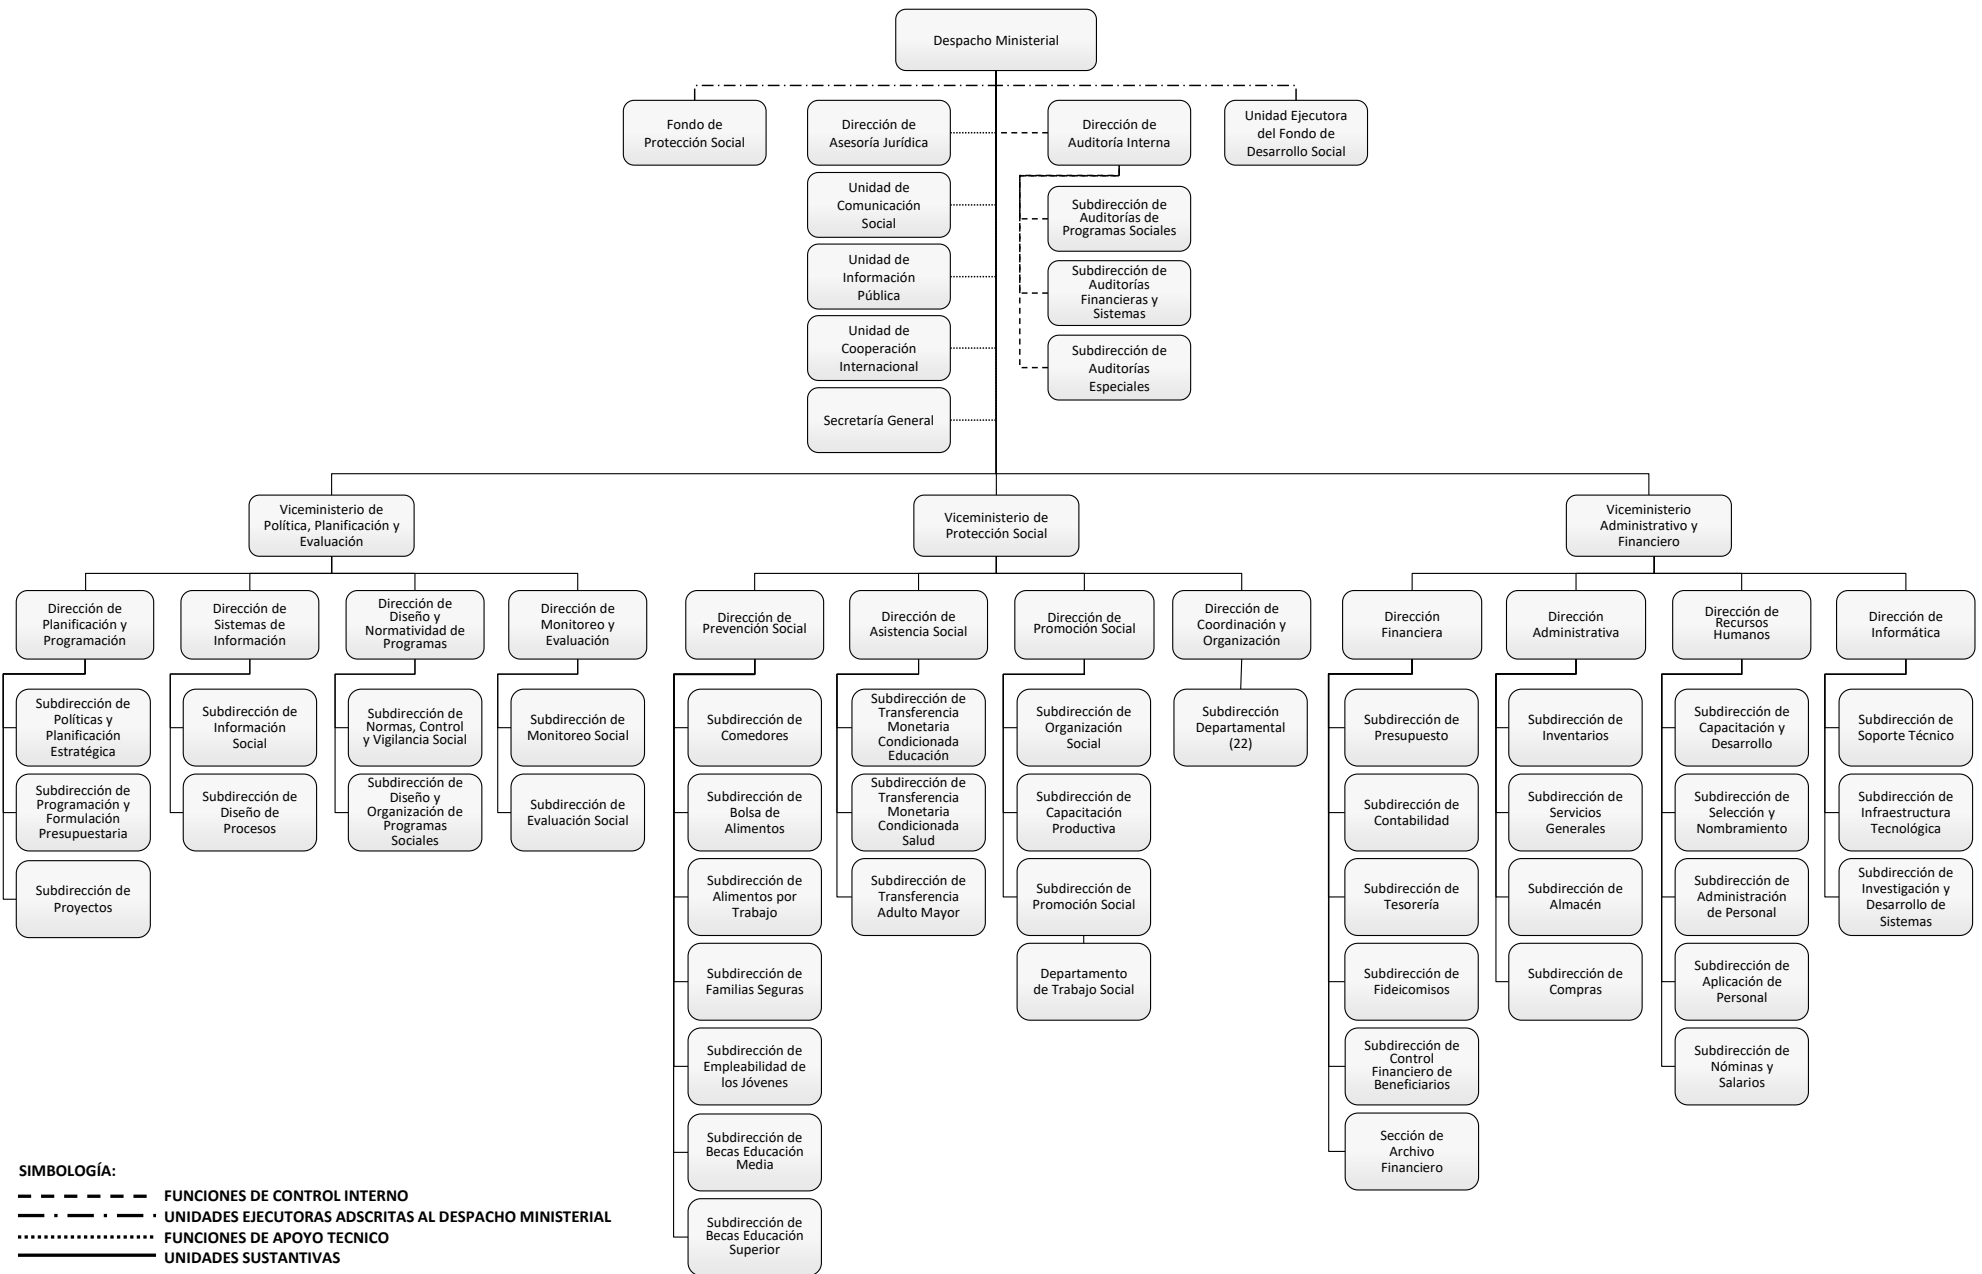 Despacho Ministerial
Fondo de
Protección Social
Dirección de
Asesoría Jurídica
Dirección de
Auditoría Interna
Unidad Ejecutora
del Fondo de
Desarrollo Social
Unidad de
Comunicación
Social
Unidad de
Información
Pública
Unidad de
Cooperación
Internacional
Secretaría General
Subdirección de
Auditorías de
Programas Sociales
Subdirección de
Auditorías
Financieras y
Sistemas
Subdirección de
Auditorías
Especiales
Viceministerio de
Política, Planificación y
Evaluación
Viceministerio de
Protección Social
Viceministerio
Administrativo y
Financiero
Dirección de
Planificación y
Programación
Dirección de
Sistemas de
Información
Dirección de
Diseño y
Normatividad de
Programas
Dirección de
Monitoreo y
Evaluación
Dirección de
Prevención Social
Dirección de
Asistencia Social
Dirección de
Promoción Social
Dirección de
Coordinación y
Organización
Dirección
Financiera
Dirección
Administrativa
Dirección de
Recursos
Humanos
Dirección de
Informática
Subdirección de
Políticas y
Planificación
Estratégica
Subdirección de
Programación y
Formulación
Presupuestaria
Subdirección de
Proyectos
Subdirección de
Información
Social
Subdirección de
Diseño de
Procesos
Subdirección de
Normas, Control
y Vigilancia Social
Subdirección de
Diseño y
Organización de
Programas
Sociales
Subdirección de
Monitoreo Social
Subdirección de
Evaluación Social
Subdirección de
Comedores
Subdirección de
Bolsa de
Alimentos
Subdirección de
Alimentos por
Trabajo
Subdirección de
Familias Seguras
Subdirección de
Empleabilidad de
los Jóvenes
Subdirección de
Becas Educación
Media
Subdirección de
Becas Educación
Superior
Subdirección de
Transferencia
Monetaria
Condicionada
Educación
Subdirección de
Transferencia
Monetaria
Condicionada
Salud
Subdirección de
Transferencia
Adulto Mayor
Subdirección de
Organización
Social
Subdirección de
Capacitación
Productiva
Subdirección de
Promoción Social
Departamento
de Trabajo Social
Subdirección
Departamental
(22)
Subdirección de
Presupuesto
Subdirección de
Contabilidad
Subdirección de
Tesorería
Subdirección de
Fideicomisos
Subdirección de
Control
Financiero de
Beneficiarios
Sección de
Archivo
Financiero
Subdirección de
Inventarios
Subdirección de
Servicios
Generales
Subdirección de
Almacén
Subdirección de
Compras
Subdirección de
Capacitación y
Desarrollo
Subdirección de
Selección y
Nombramiento
Subdirección de
Administración
de Personal
Subdirección de
Aplicación de
Personal
Subdirección de
Nóminas y
Salarios
Subdirección de
Soporte Técnico
Subdirección de
Infraestructura
Tecnológica
Subdirección de
Investigación y
Desarrollo de
Sistemas
SIMBOLOGÍA:
FUNCIONES DE CONTROL INTERNO
UNIDADES EJECUTORAS ADSCRITAS AL DESPACHO MINISTERIAL
FUNCIONES DE APOYO TECNICO
UNIDADES SUSTANTIVAS